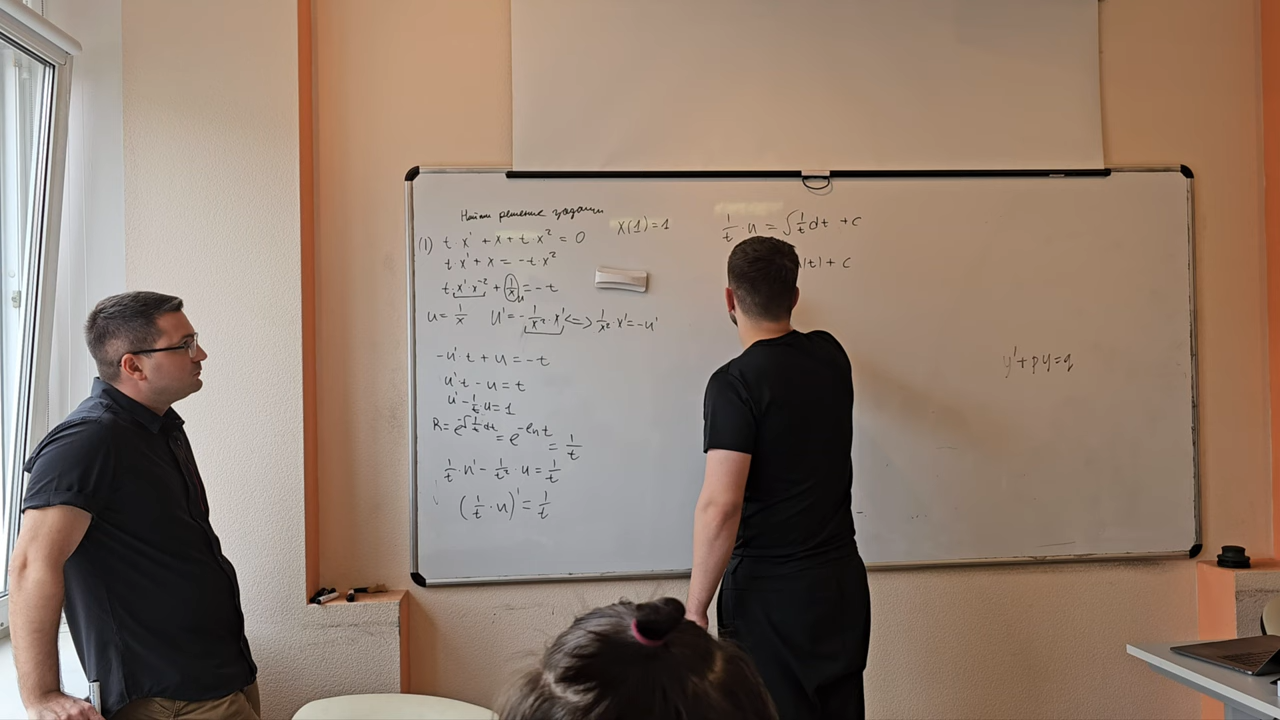 Найти решение задачи
x(1)=1
(1) t·x' + x + t·x² = 0
t·x' + x = -t·x²
t·x'·x⁻² + 1/x = -t
u
u = 1/x   u' = -1/x²·x' <=> 1/x²·x' = -u'
-u'·t + u = -t
u'·t - u = t
u' - 1/t·u = 1
R = e^(-∫1/t dt) = e^(-ln t) = 1/t
1/t·u' - 1/t²·u = 1/t
(1/t·u)' = 1/t
1/t·u = ∫1/t dt + c
|t| + c
y' + py = q